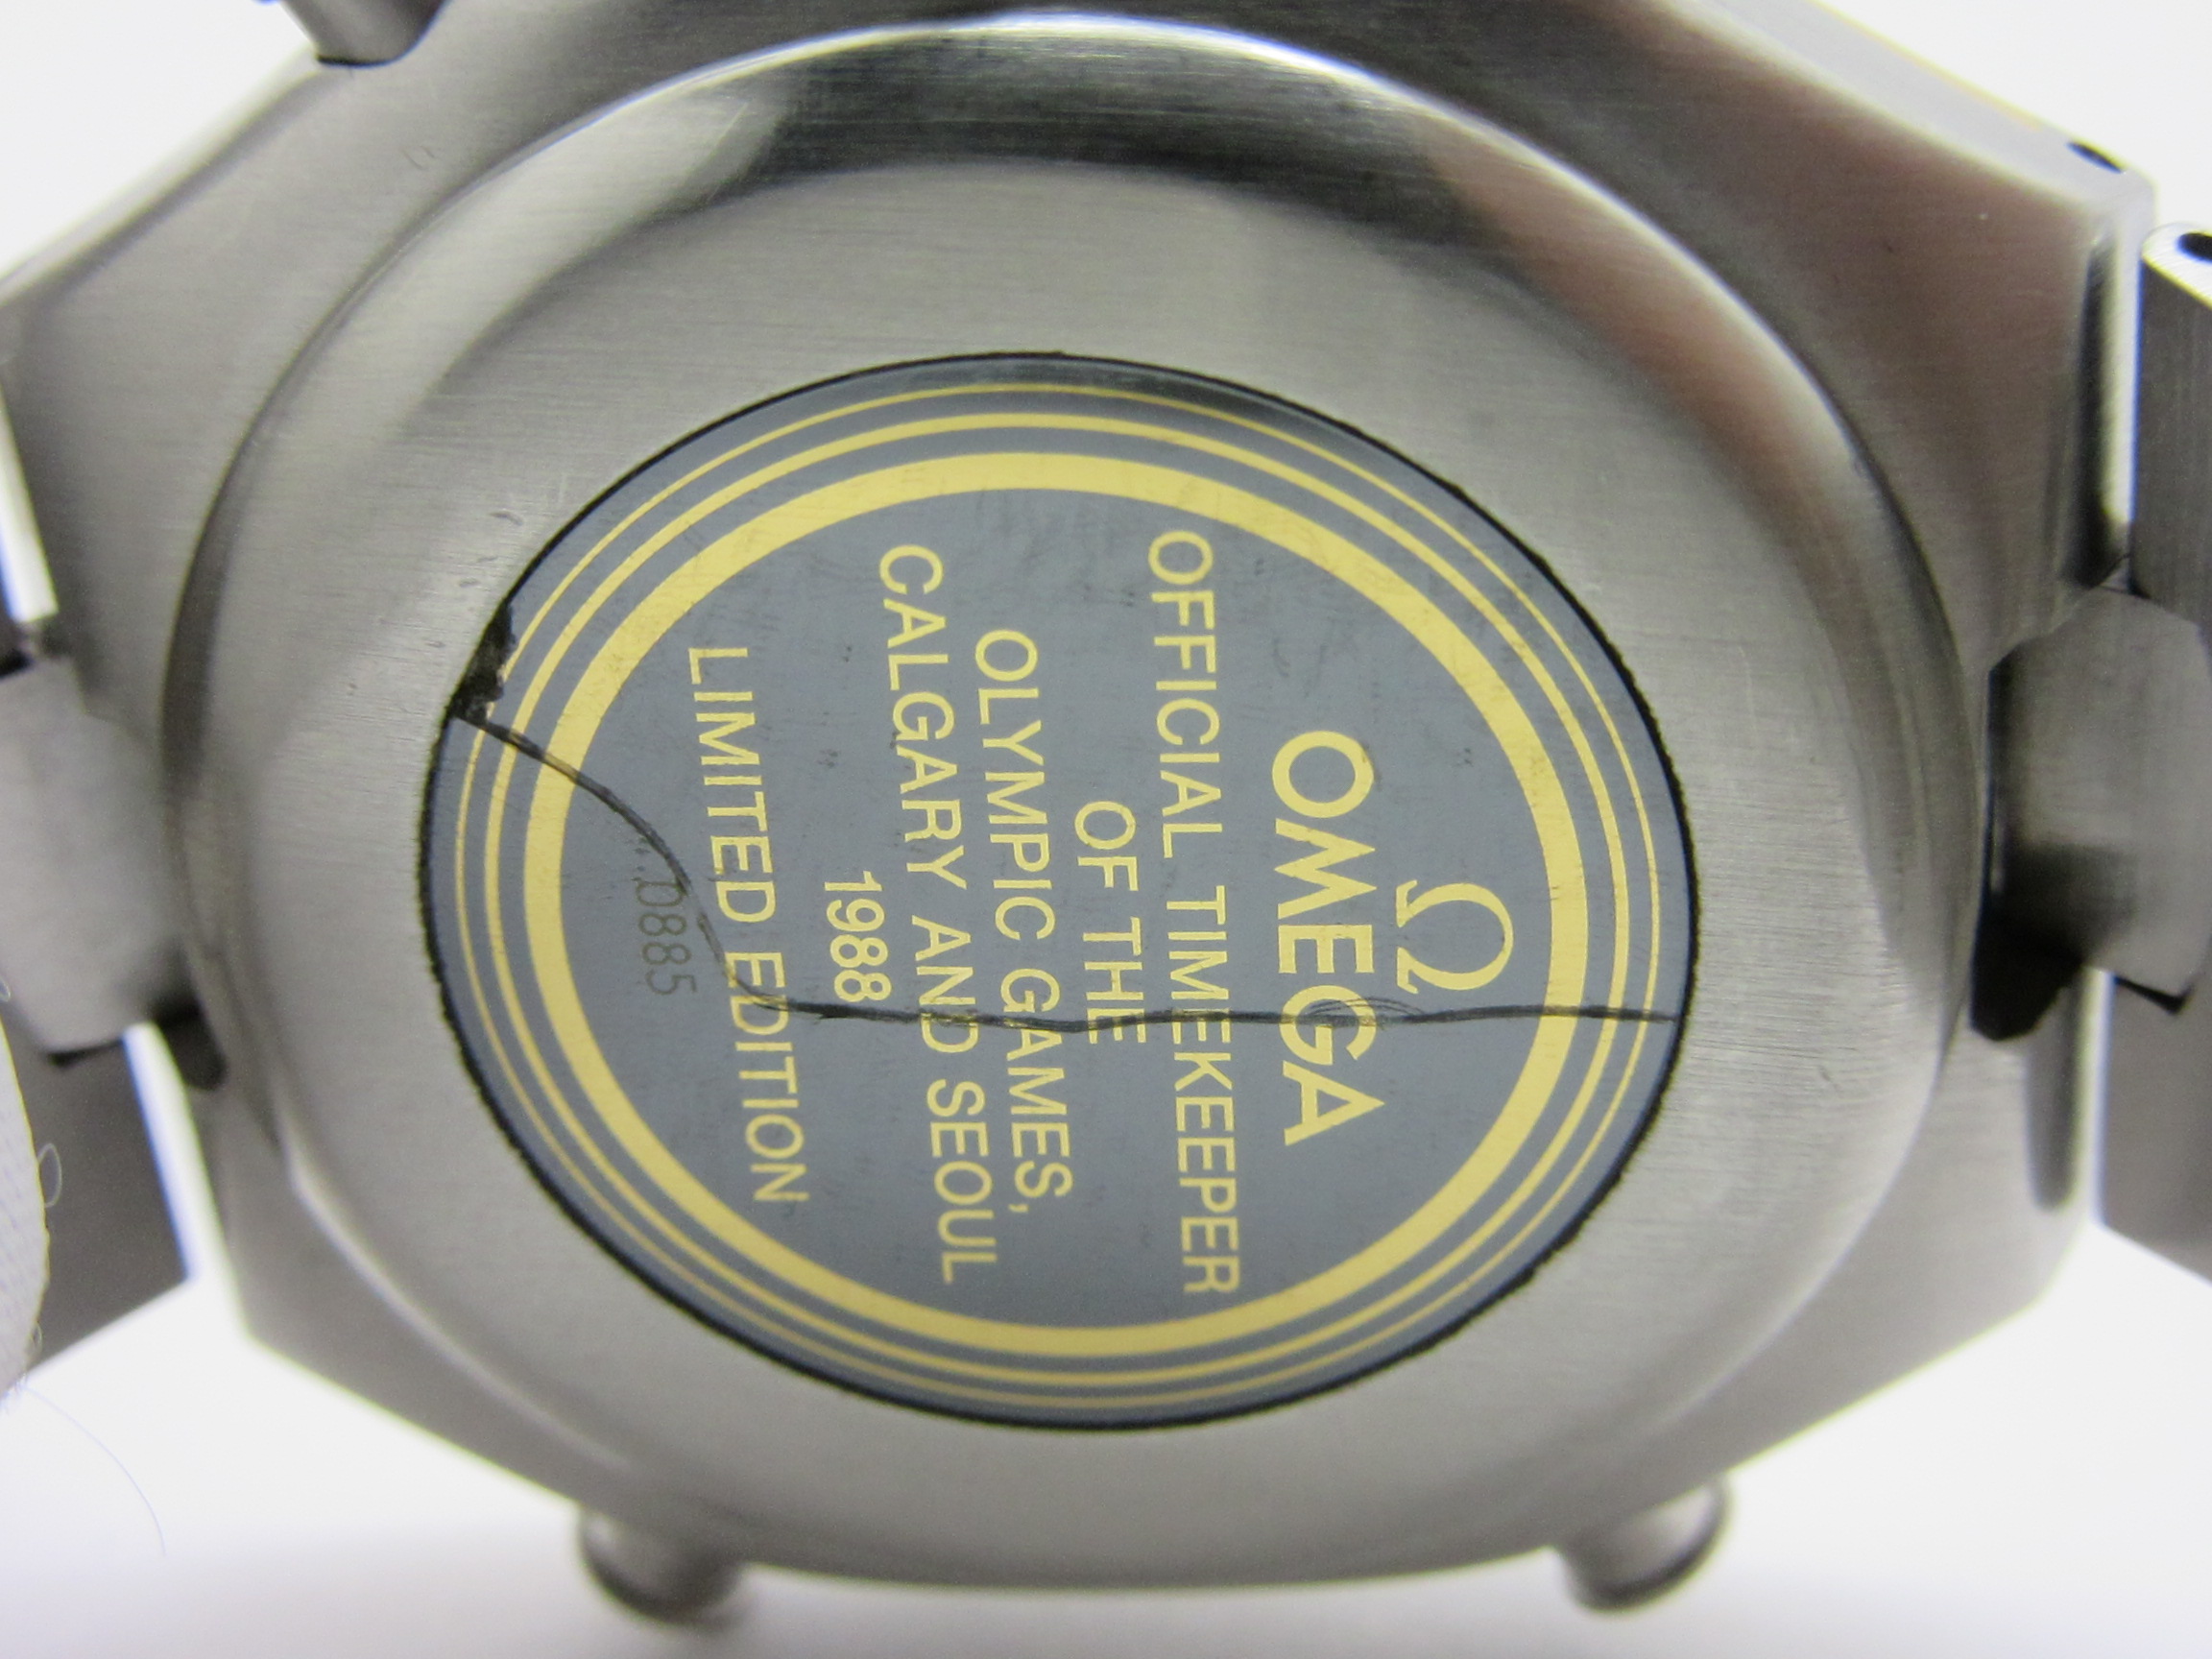 Ω
OMEGA
OFFICIAL TIMEKEEPER
OF THE
OLYMPIC GAMES,
CALGARY AND SEOUL
1988
LIMITED EDITION
0885